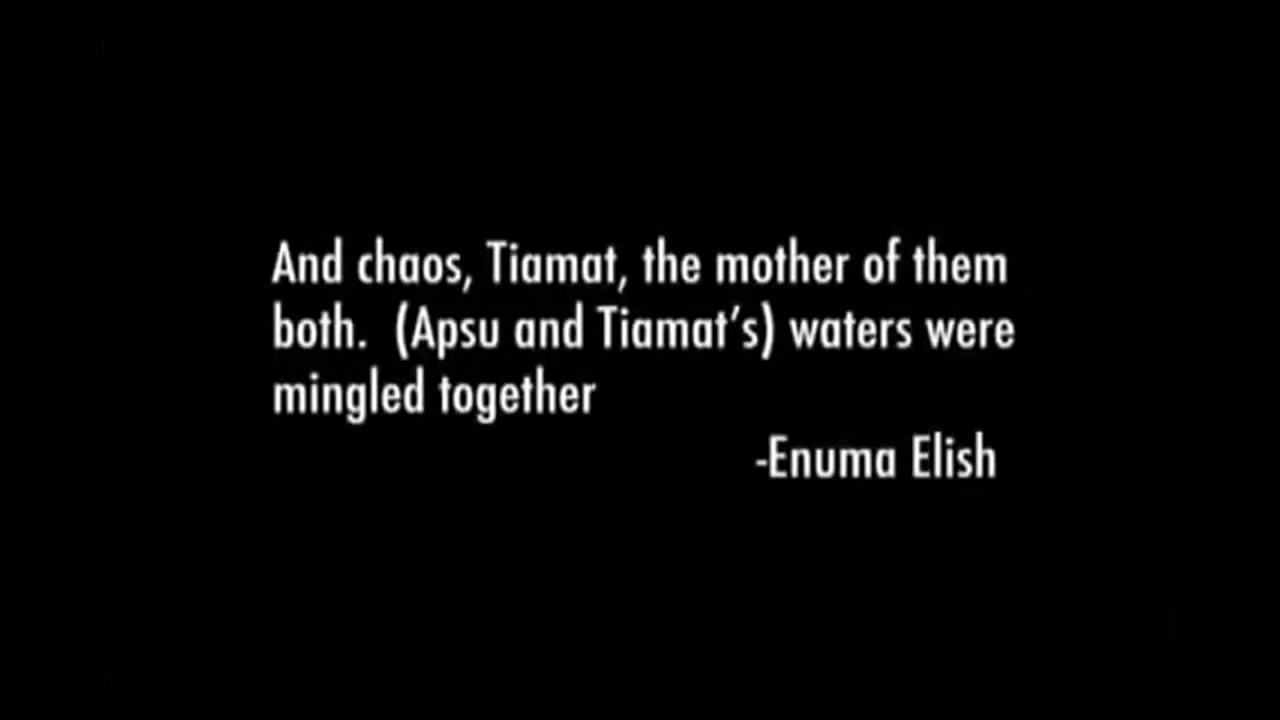 And chaos, Tiamat, the mother of them
both.  (Apsu and Tiamat’s) waters were
mingled together
-Enuma Elish